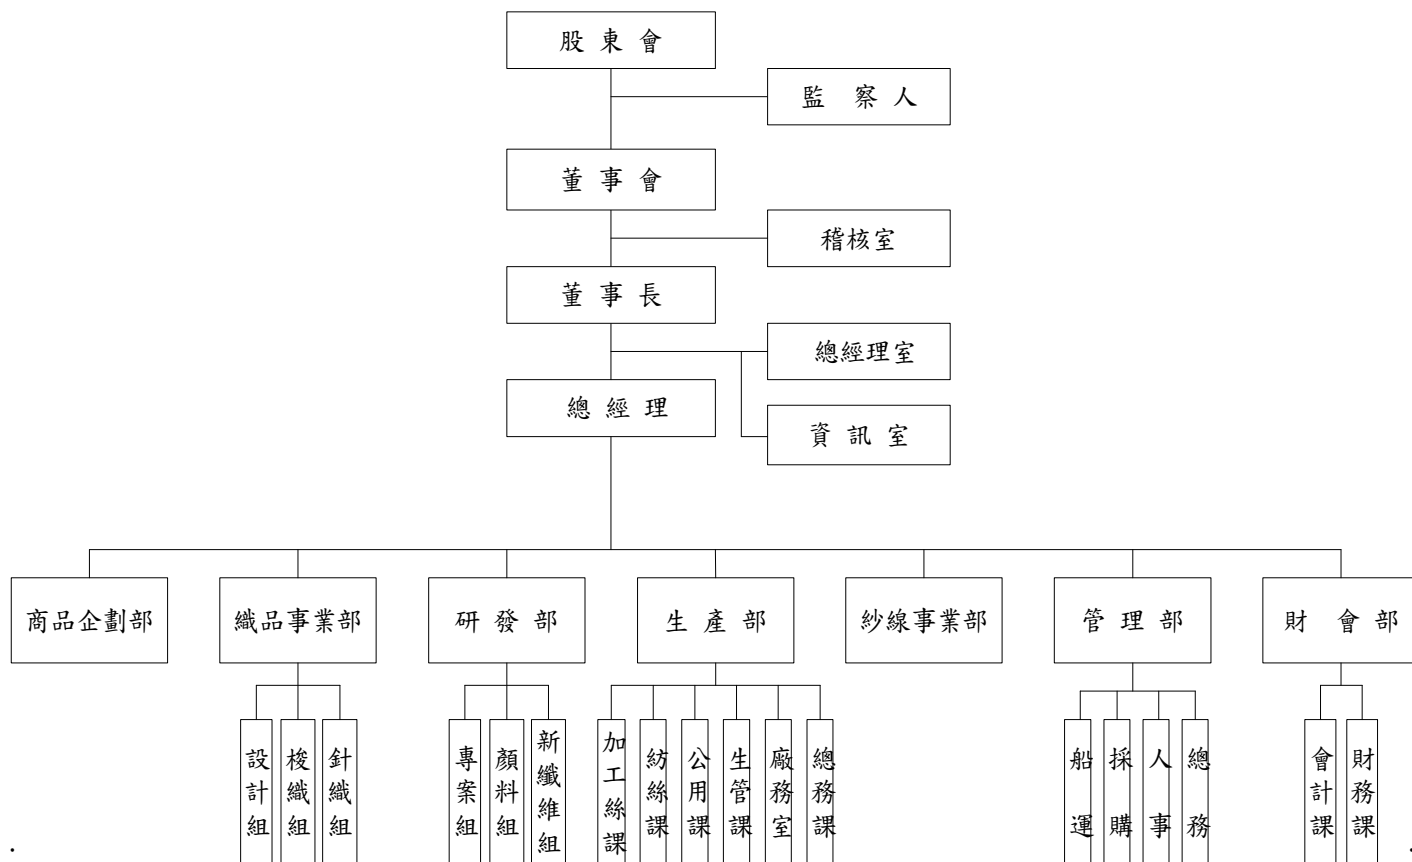 股東會
監察人
董事會
稽核室
董事長
總經理室
總經理
資訊室
商品企劃部
織品事業部
研發部
生產部
紗線事業部
管理部
財會部
設計組
梭織組
針織組
專案組
顏料組
新纖維組
加工絲課
紡絲課
公用課
生管課
廠務室
總務課
船運
採購
人事
總務
會計課
財務課